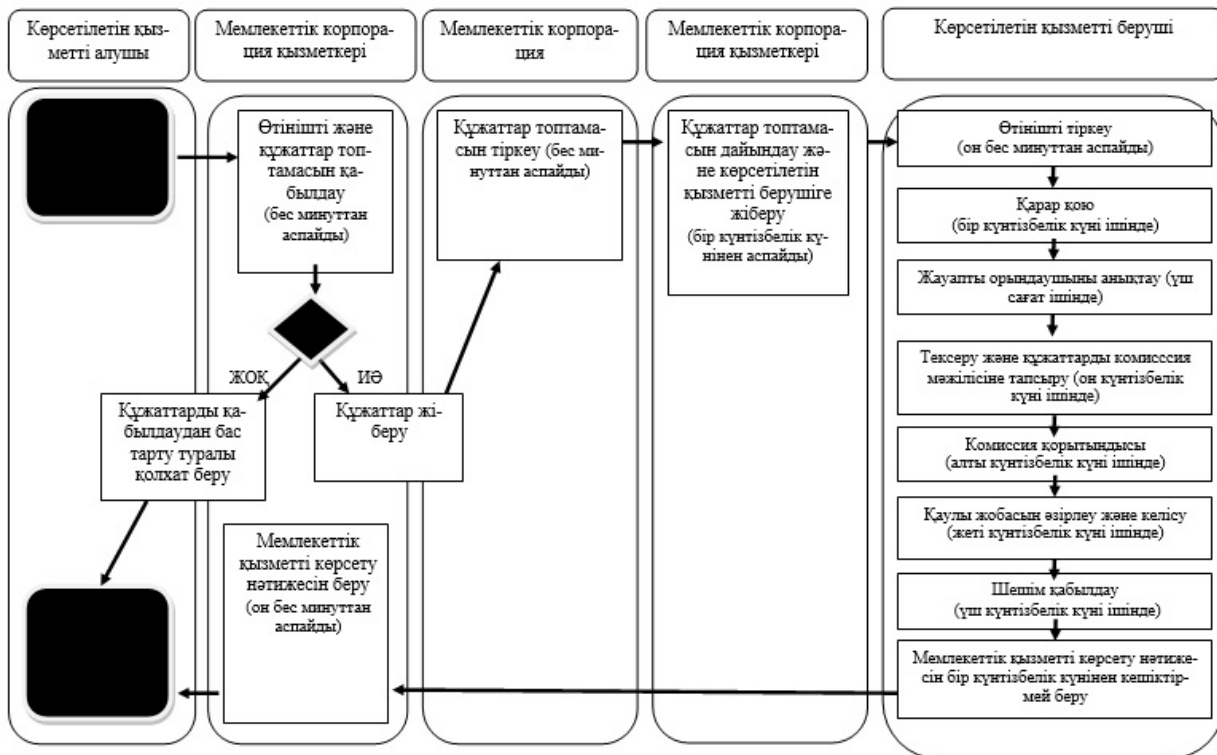 Көрсетілетін қыз-
метті алушы
Мемлекеттік корпора-
ция қызметкері
Мемлекеттік корпора-
ция
Мемлекеттік корпора-
ция қызметкері
Көрсетілетін қызметті беруші
Өтінішті және
құжаттар топ-
тамасын қа-
былдау
(бес минуттан
аспайды)
ЖОҚ
ИӘ
Құжаттарды қа-
былдаудан бас
тарту туралы
қолхат беру
Құжаттар жі-
беру
Мемлекеттік
қызметті көрсету
нәтижесін беру
(он бес минуттан
аспайды)
Құжаттар топтама-
сын тіркеу (бес ми-
нуттан аспайды)
Құжаттар топтама-
сын дайындау жә-
не көрсетілетін
қызметті берушіге
жіберу
(бір күнтізбелік кү-
нінен аспайды)
Өтінішті тіркеу
(он бес минуттан аспайды)
Қарар қою
(бір күнтізбелік күні ішінде)
Жауапты орындаушыны анықтау (үш
сағат ішінде)
Тексеру және құжаттарды комисссия
мәжілісіне тапсыру (он күнтізбелік
күні ішінде)
Комиссия қорытындысы
(алты күнтізбелік күні ішінде)
Қаулы жобасын әзірлеу және келісу
(жеті күнтізбелік күні ішінде)
Шешім қабылдау
(үш күнтізбелік күні ішінде)
Мемлекеттік қызметті көрсету нәтиже-
сін бір күнтізбелік күнінен кешіктір-
мей беру